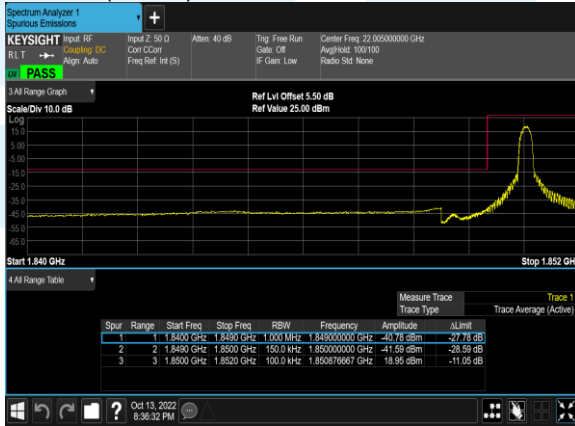 Spectrum Analyzer 1
Spurious Emissions
+
KEYSIGHT Input: RF Input Z: 50 Ω Atten: 40 dB Trig: Free Run Center Freq: 22.005000000 GHz
RLT Coupling: DC Corr CCorr Gate: Off Avg|Hold: 100/100
Align: Auto Freq Ref: Int (S) IF Gain: Low Radio Std: None
PASS
3 All Range Graph
Ref Lvl Offset 5.50 dB
Scale/Div 10.0 dB Ref Value 25.00 dBm
Log
15.0
5.00
-5.00
-15.0
-25.0
-35.0
-45.0
-55.0
-65.0
Start 1.840 GHz Stop 1.852 GH
4 All Range Table
Measure Trace Trace 1
Trace Type Trace Average (Active)
Spur Range Start Freq Stop Freq RBW Frequency Amplitude ΔLimit
1 1 1.8400 GHz 1.8490 GHz 1.000 MHz 1.849000000 GHz -40.78 dBm -27.78 dB
2 2 1.8490 GHz 1.8500 GHz 150.0 kHz 1.850000000 GHz -41.59 dBm -28.59 dB
3 3 1.8500 GHz 1.8520 GHz 100.0 kHz 1.850876667 GHz 18.95 dBm -11.05 dB
? Oct 13, 2022
8:36:32 PM